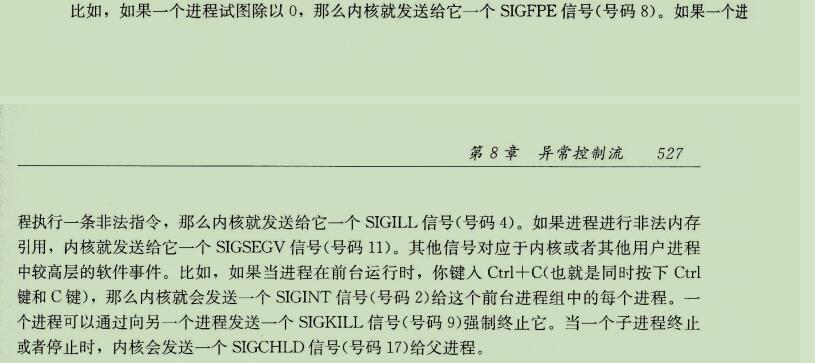 比如，如果一个进程试图除以 0，那么内核就发送给它一个 SIGFPE 信号(号码 8)。如果一个进
第 8 章 异常控制流 527
程执行一条非法指令，那么内核就发送给它一个 SIGILL 信号(号码 4)。如果进程进行非法内存
引用，内核就发送给它一个 SIGSEGV 信号(号码 11)。其他信号对应于内核或者其他用户进程
中较高层的软件事件。比如，如果当进程在前台运行时，你键入 Ctrl+C(也就是同时按下 Ctrl
键和 C 键)，那么内核就会发送一个 SIGINT 信号(号码 2)给这个前台进程组中的每个进程。一
个进程可以通过向另一个进程发送一个 SIGKILL 信号(号码 9)强制终止它。当一个子进程终止
或者停止时，内核会发送一个 SIGCHLD 信号(号码 17)给父进程。